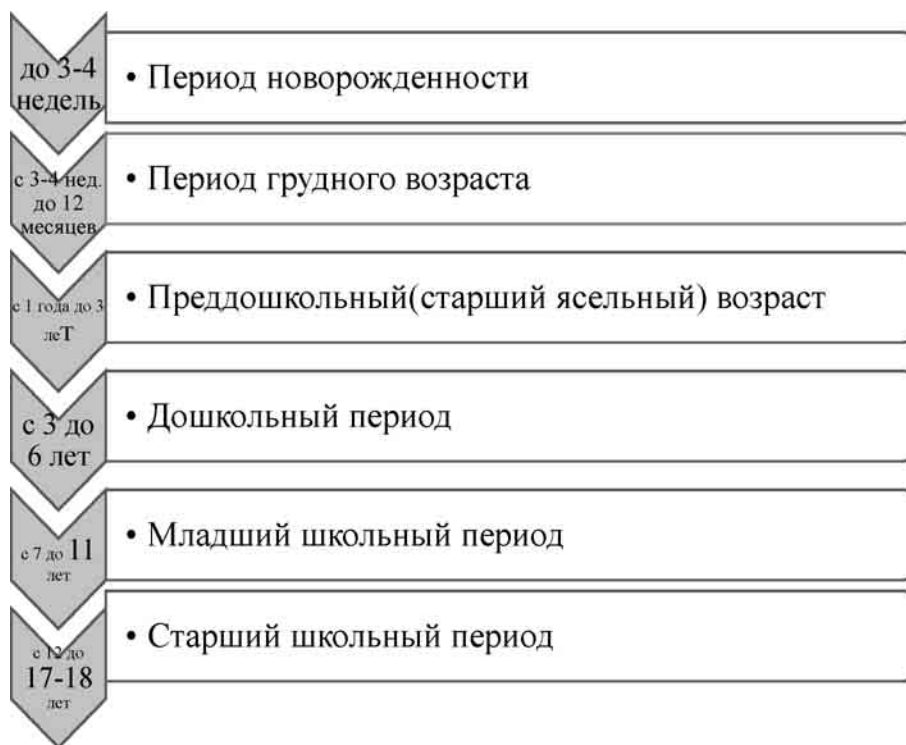 до 3-4
недель
• Период новорожденности
с 3-4 нед.
до 12
месяцев
• Период грудного возраста
с 1 года до 3
лет
• Преддошкольный(старший ясельный) возраст
с 3 до
6 лет
• Дошкольный период
с 7 до 11
лет
• Младший школьный период
с 12 до
17-18
лет
• Старший школьный период